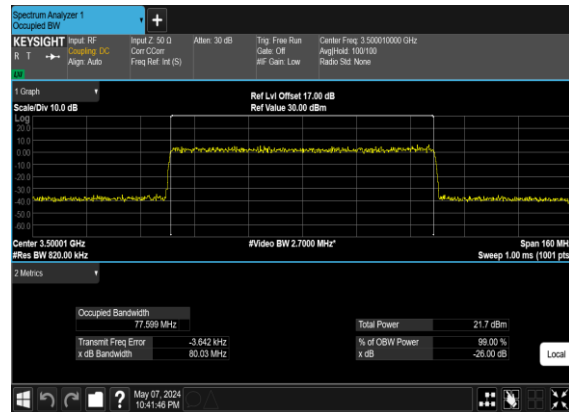 Spectrum Analyzer 1
Occupied BW
+
KEYSIGHT Input: RF Input Z: 50 Ω Atten: 30 dB Trig: Free Run Center Freq: 3.500010000 GHz
R T Coupling: DC Corr CCorr Gate: Off Avg|Hold: 100/100
Align: Auto Freq Ref: Int (S) #IF Gain: Low Radio Std: None
LXI
1 Graph
Ref Lvl Offset 17.00 dB
Scale/Div 10.0 dB Ref Value 30.00 dBm
Log
20.0
10.0
0.00
-10.0
-20.0
-30.0
-40.0
-50.0
-60.0
Center 3.50001 GHz #Video BW 2.7000 MHz* Span 160 MH
#Res BW 820.00 kHz Sweep 1.00 ms (1001 pts
2 Metrics
Occupied Bandwidth
77.599 MHz Total Power 21.7 dBm
Transmit Freq Error -3.642 kHz % of OBW Power 99.00 %
x dB Bandwidth 80.03 MHz x dB -26.00 dB
Local
?
May 07, 2024
10:41:46 PM